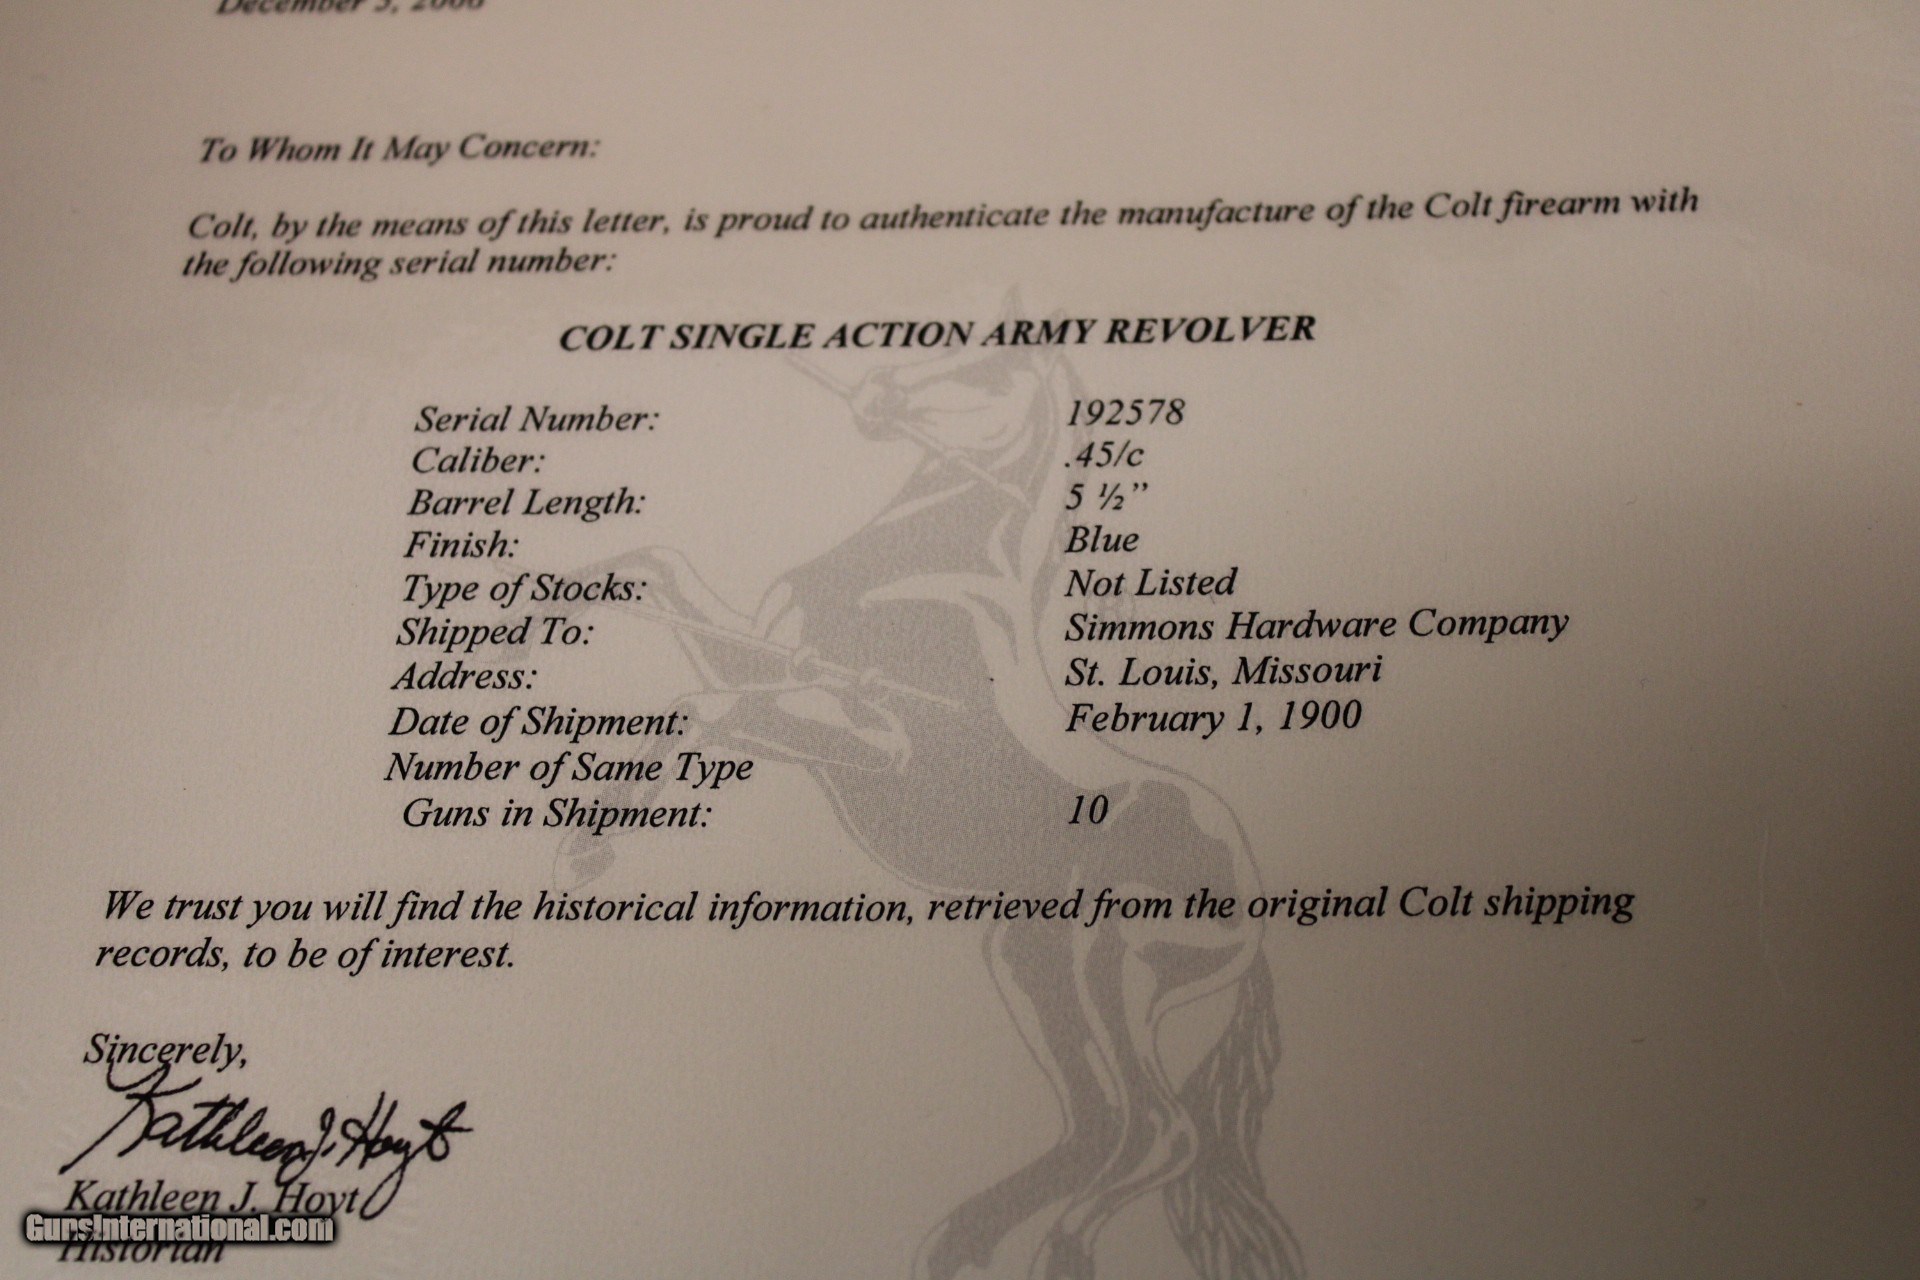 December 5, 2006
To Whom It May Concern:
Colt, by the means of this letter, is proud to authenticate the manufacture of the Colt firearm with
the following serial number:
COLT SINGLE ACTION ARMY REVOLVER
Serial Number: 192578
Caliber: .45/c
Barrel Length: 5 ½”
Finish: Blue
Type of Stocks: Not Listed
Shipped To: Simmons Hardware Company
Address: St. Louis, Missouri
Date of Shipment: February 1, 1900
Number of Same Type
Guns in Shipment: 10
We trust you will find the historical information, retrieved from the original Colt shipping
records, to be of interest.
Sincerely,
Kathleen J. Hoyt
Kathleen J. Hoyt
GunsInternational.com
Historian